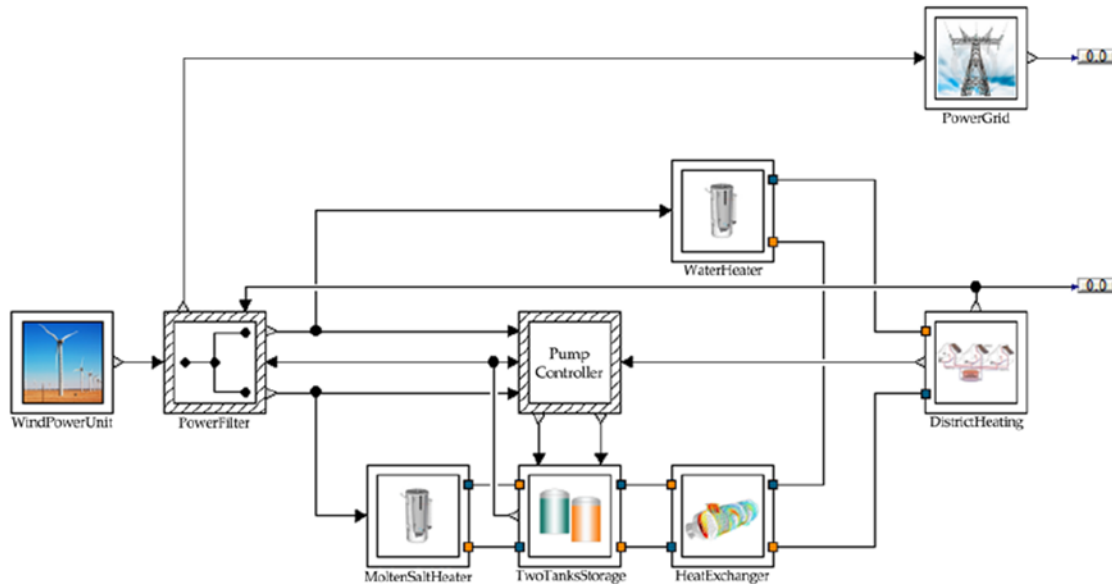 0.0
PowerGrid
WaterHeater
0.0
Pump
Controller
WindPowerUnit
PowerFilter
DistrictHeating
MoltenSaltHeater
TwoTanksStorage
HeatExchanger